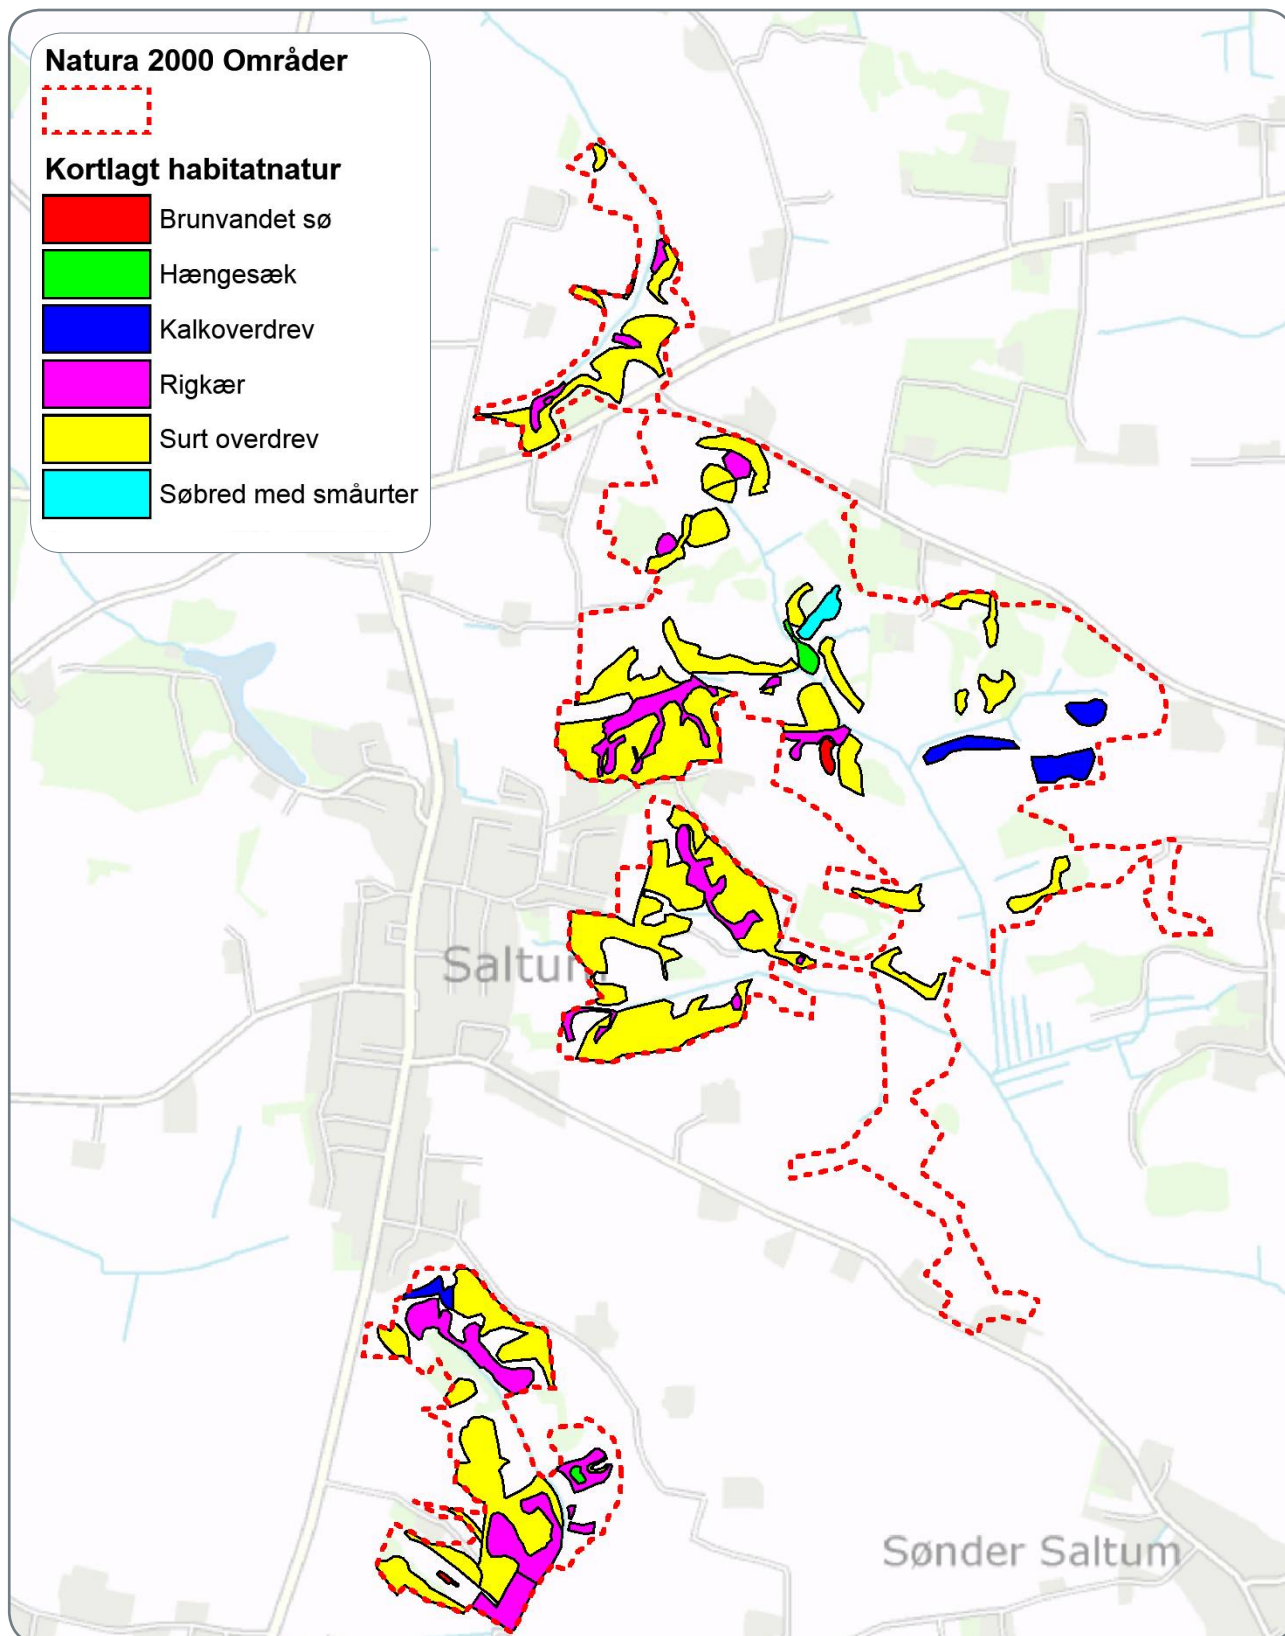 Natura 2000 Områder
Kortlagt habitatnatur
Brunvandet sø
Hængesæk
Kalkoverdrev
Rigkær
Surt overdrev
Søbred med småurter
Saltum
Sønder Saltum